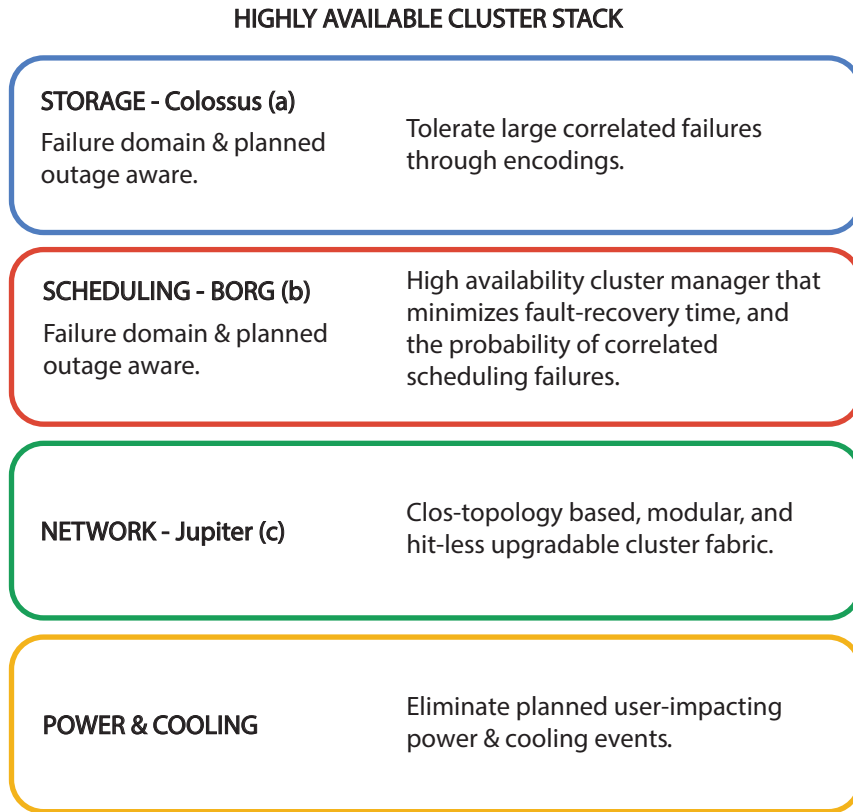 HIGHLY AVAILABLE CLUSTER STACK
STORAGE - Colossus (a)
Failure domain & planned
outage aware.
Tolerate large correlated failures
through encodings.
SCHEDULING - BORG (b)
Failure domain & planned
outage aware.
High availability cluster manager that
minimizes fault-recovery time, and
the probability of correlated
scheduling failures.
NETWORK - Jupiter (c)
Clos-topology based, modular, and
hit-less upgradable cluster fabric.
POWER & COOLING
Eliminate planned user-impacting
power & cooling events.